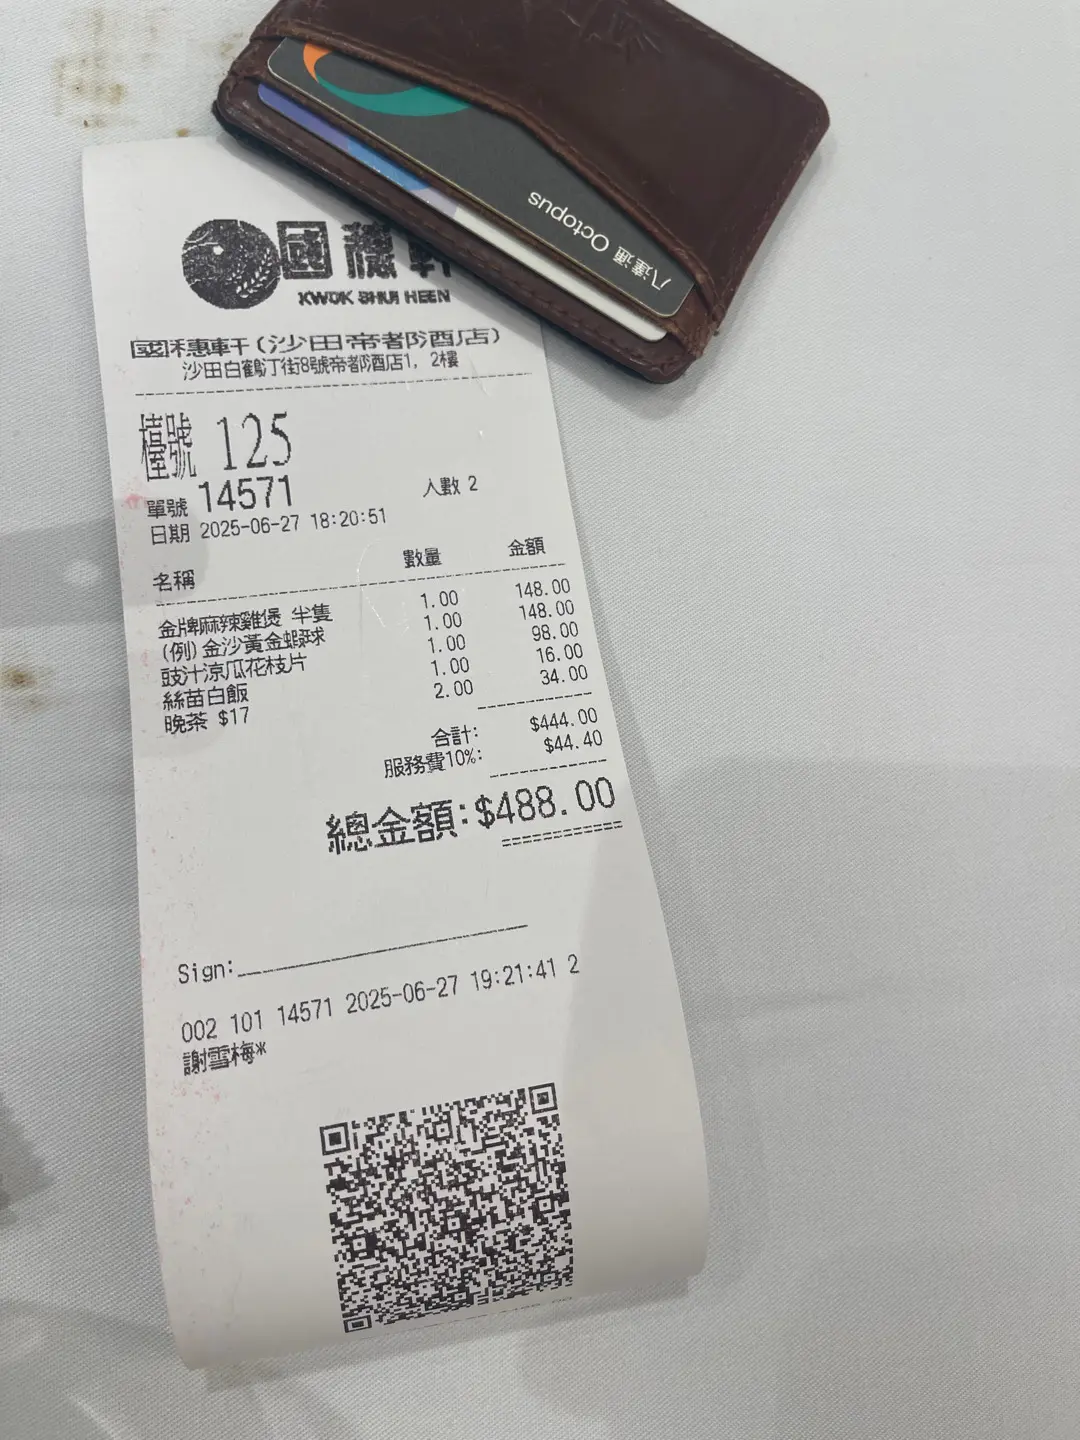 八達通 Octopus
國穗軒
KWOK SHUI HEEN
國穗軒(沙田帝都酒店)
沙田白鶴汀街8號帝都酒店1, 2樓
檯號 125
單號 14571 人數 2
日期 2025-06-27 18:20:51
名稱 數量 金額
金牌麻辣雞煲 半隻 1.00 148.00
(例)金沙黃金蝦球 1.00 148.00
豉汁涼瓜花枝片 1.00 98.00
絲苗白飯 1.00 16.00
晚茶 $17 2.00 34.00
合計: $444.00
服務費10%: $44.40
總金額:$488.00
Sign:
002 101 14571 2025-06-27 19:21:41 2
謝雪梅*